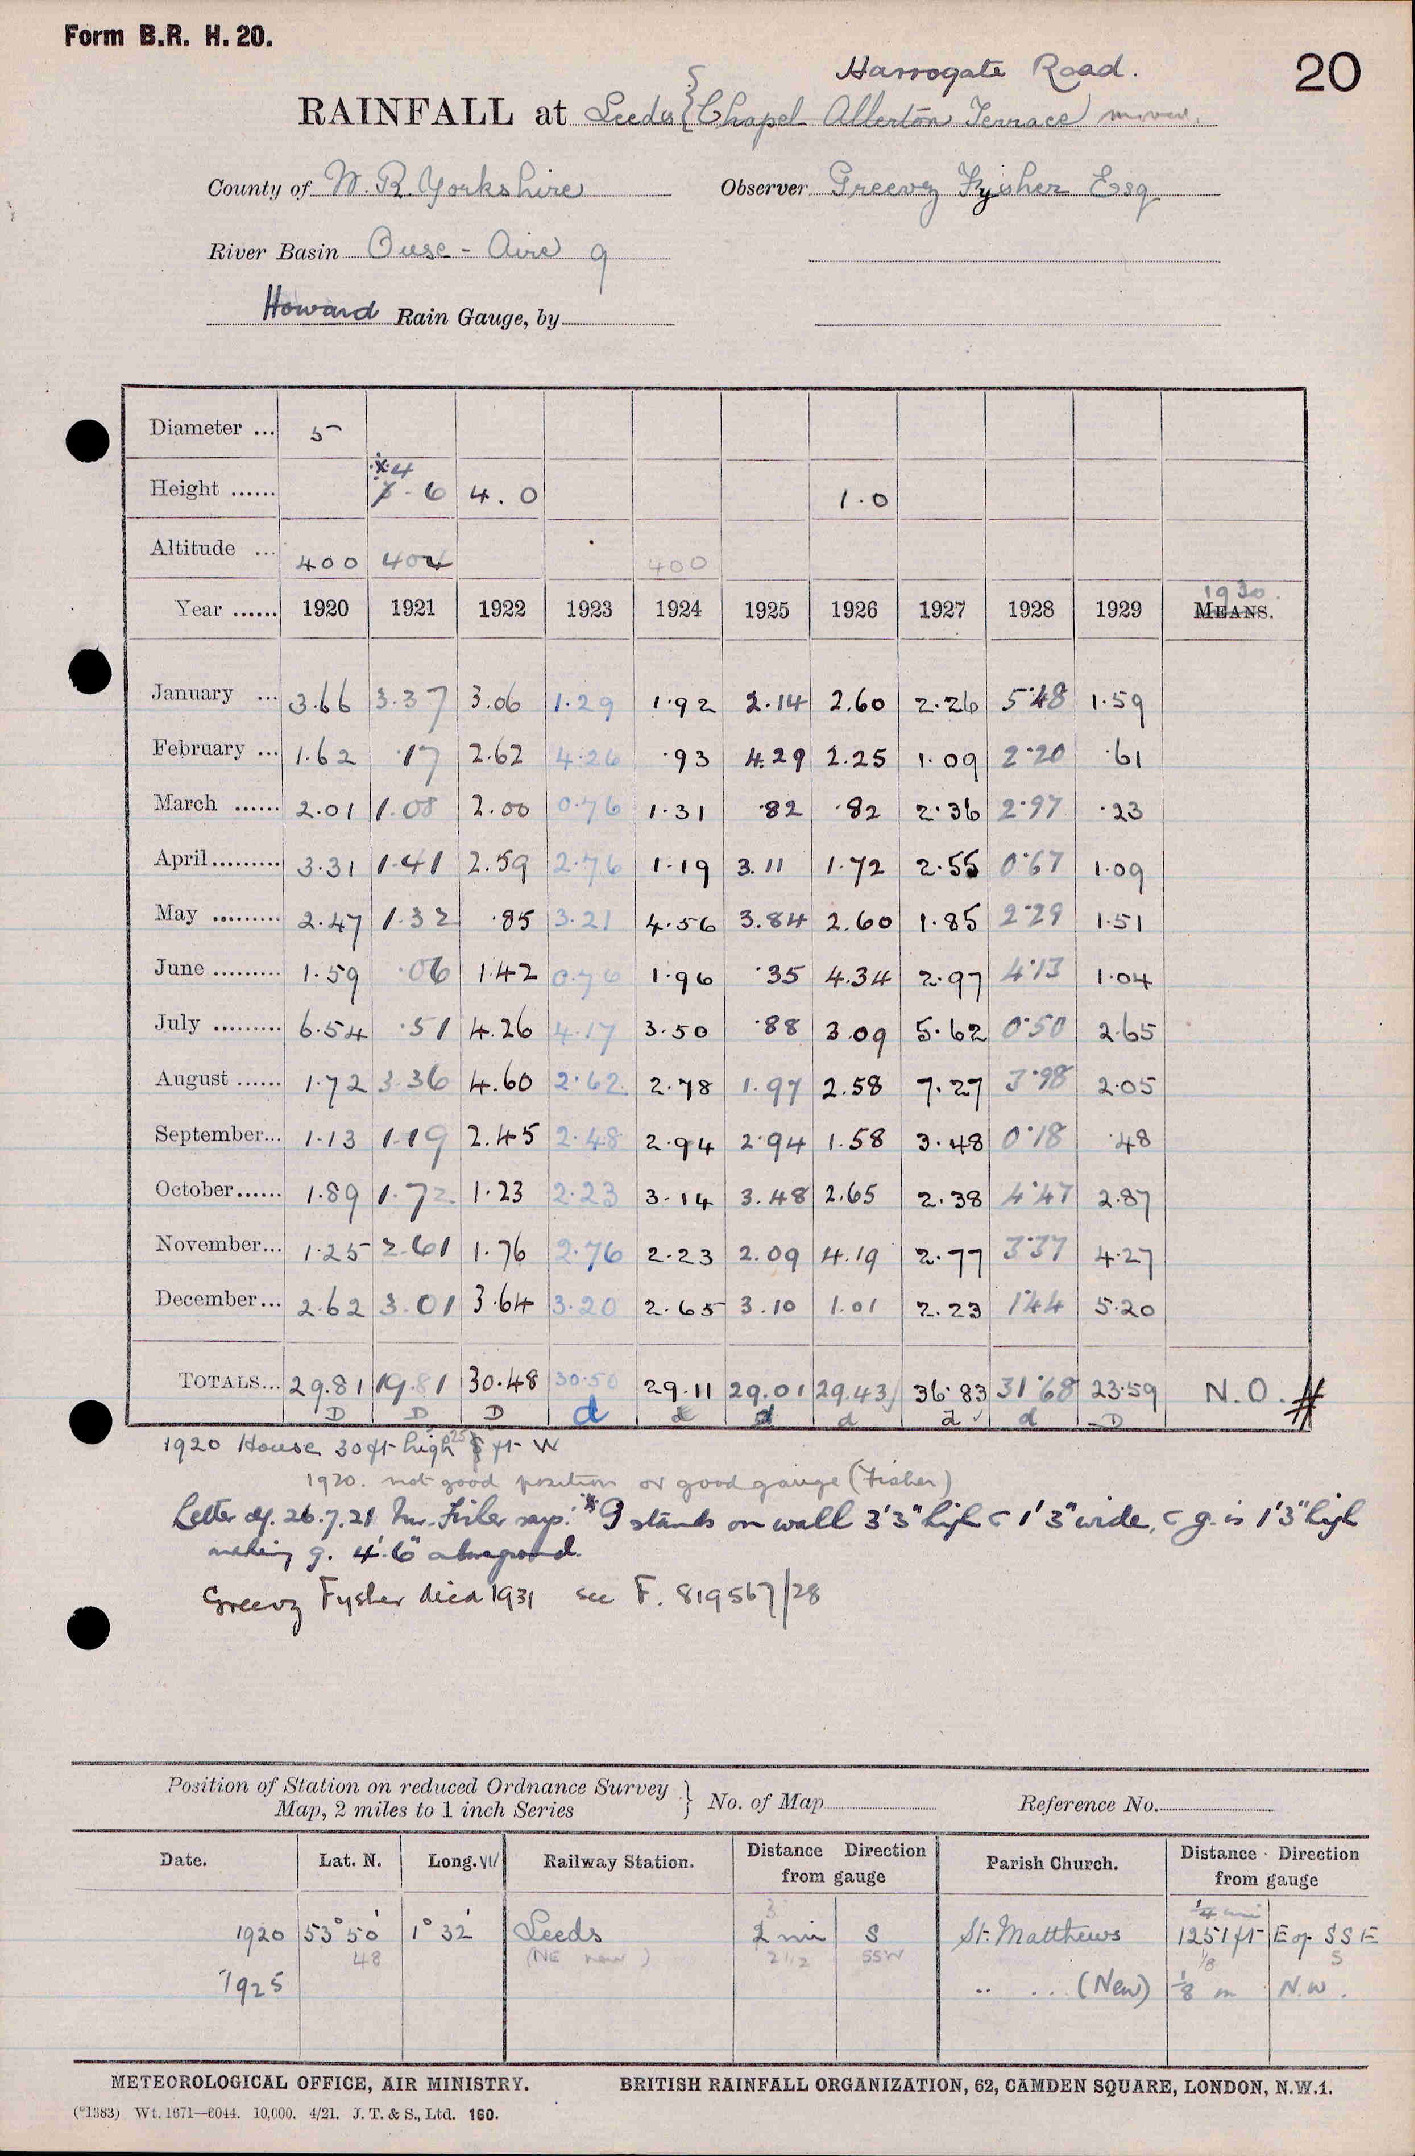 Form B.R. H. 20.
20
Harrogate Road.
RAINFALL at Leeds { Chapel Allerton Terrace moved.
County of W. R. Yorkshire Observer Greevz Fysher Esq
River Basin Ouse - Aire 9
Howard Rain Gauge, by
Diameter ... 5
Height ...... 4 - 6 4.0 1.0
Altitude ... 400 404 400
Year ...... 1920 1921 1922 1923 1924 1925 1926 1927 1928 1929 MEANS. 1930.
January ... 3.66 3.37 3.06 1.29 1.92 2.14 2.60 2.26 5.48 1.59
February ... 1.62 .17 2.62 4.26 .93 4.29 2.25 1.09 2.20 .61
March ...... 2.01 1.08 2.00 0.76 1.31 .82 .82 2.36 2.97 .23
April......... 3.31 1.41 2.59 2.76 1.19 3.11 1.72 2.55 0.67 1.09
May ......... 2.47 1.32 .85 3.21 4.56 3.84 2.60 1.85 2.29 1.51
June ......... 1.59 .06 1.42 0.76 1.96 .35 4.34 2.97 4.13 1.04
July ......... 6.54 .51 4.26 4.17 3.50 .88 3.09 5.62 0.50 2.65
August ...... 1.72 3.36 4.60 2.62 2.78 1.97 2.58 7.27 3.98 2.05
September... 1.13 1.19 2.45 2.48 2.94 2.94 1.58 3.48 0.18 .48
October...... 1.89 1.72 1.23 2.23 3.14 3.48 2.65 2.38 4.47 2.87
November... 1.25 2.61 1.76 2.76 2.23 2.09 4.19 2.77 3.37 4.27
December... 2.62 3.01 3.64 3.20 2.65 3.10 1.01 2.23 1.44 5.20
TOTALS... 29.81 19.81 30.48 30.50 29.11 29.01 29.43 36.83 31.68 23.59 N.O. #
D D D d d d d d D
1920 House 30ft high 25 ft W
1920. not good position or good gauge (Fisher)
Letter of 26.7.21 Mr. Fisher says: * G stands on wall 3'3" high c 1'3" wide, c g. is 1'3" high
making g. 4'.6" above ground.
Greevz Fysher died 1931 see F. 819567/28
Position of Station on reduced Ordnance Survey
Map, 2 miles to 1 inch Series } No. of Map Reference No.
Date. Lat. N. Long. W Railway Station. Distance Direction from gauge Parish Church. Distance Direction from gauge
1/4 mi
1920 53° 50' 1° 32' Leeds 2 mi S St. Matthews 1251 ft E of SSE
48 (NE new) 2 1/2 SSW 1/8 S
1925 " ... (New) 1/8 m N.W.
METEOROLOGICAL OFFICE, AIR MINISTRY. BRITISH RAINFALL ORGANIZATION, 62, CAMDEN SQUARE, LONDON, N.W.1.
(*1383) Wt. 1671—6044. 10,000. 4/21. J. T. & S., Ltd. 160.